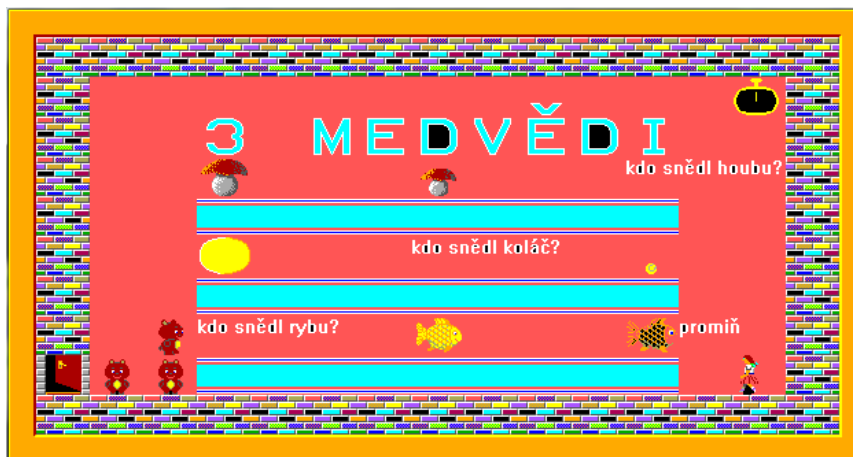 3 MEDVĚDI
kdo snědl houbu?
kdo snědl koláč?
kdo snědl rybu?
promiň